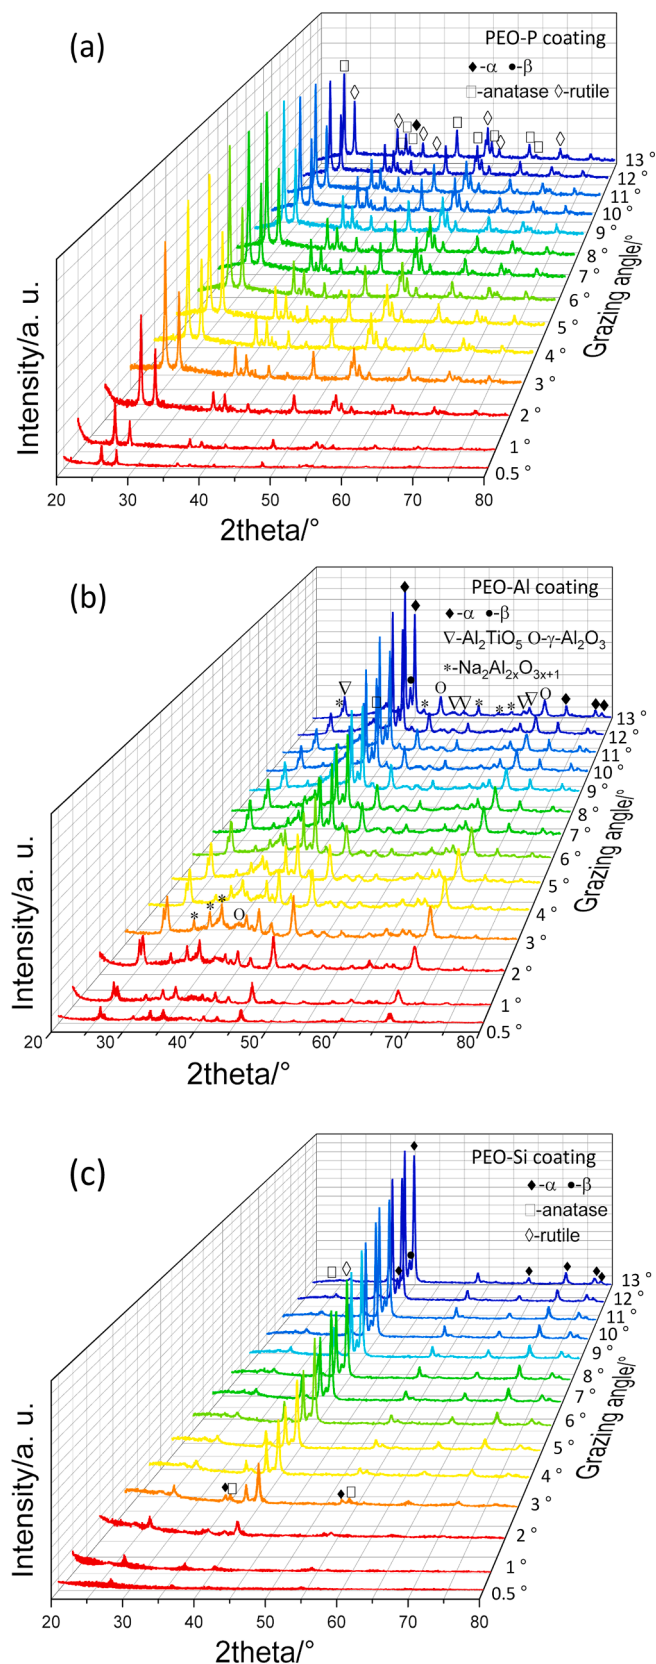 (a)
PEO-P coating
◆-α ●-β
□-anatase ◇-rutile
Intensity/a. u.
13 °
12 °
11 °
10 °
9 °
8 °
7 °
6 °
5 °
4 °
3 °
2 °
1 °
0.5 °
Grazing angle/°
20 30 40 50 60 70 80
2theta/°
(b)
PEO-Al coating
◆-α ●-β
∇-Al₂TiO₅ O-γ-Al₂O₃
*-Na₂Al₂ₓO₃ₓ₊₁
Intensity/a. u.
13 °
12 °
11 °
10 °
9 °
8 °
7 °
6 °
5 °
4 °
3 °
2 °
1 °
0.5 °
Grazing angle/°
20 30 40 50 60 70 80
2theta/°
(c)
PEO-Si coating
◆-α ●-β
□-anatase
◇-rutile
Intensity/a. u.
13 °
12 °
11 °
10 °
9 °
8 °
7 °
6 °
5 °
4 °
3 °
2 °
1 °
0.5 °
Grazing angle/°
20 30 40 50 60 70 80
2theta/°